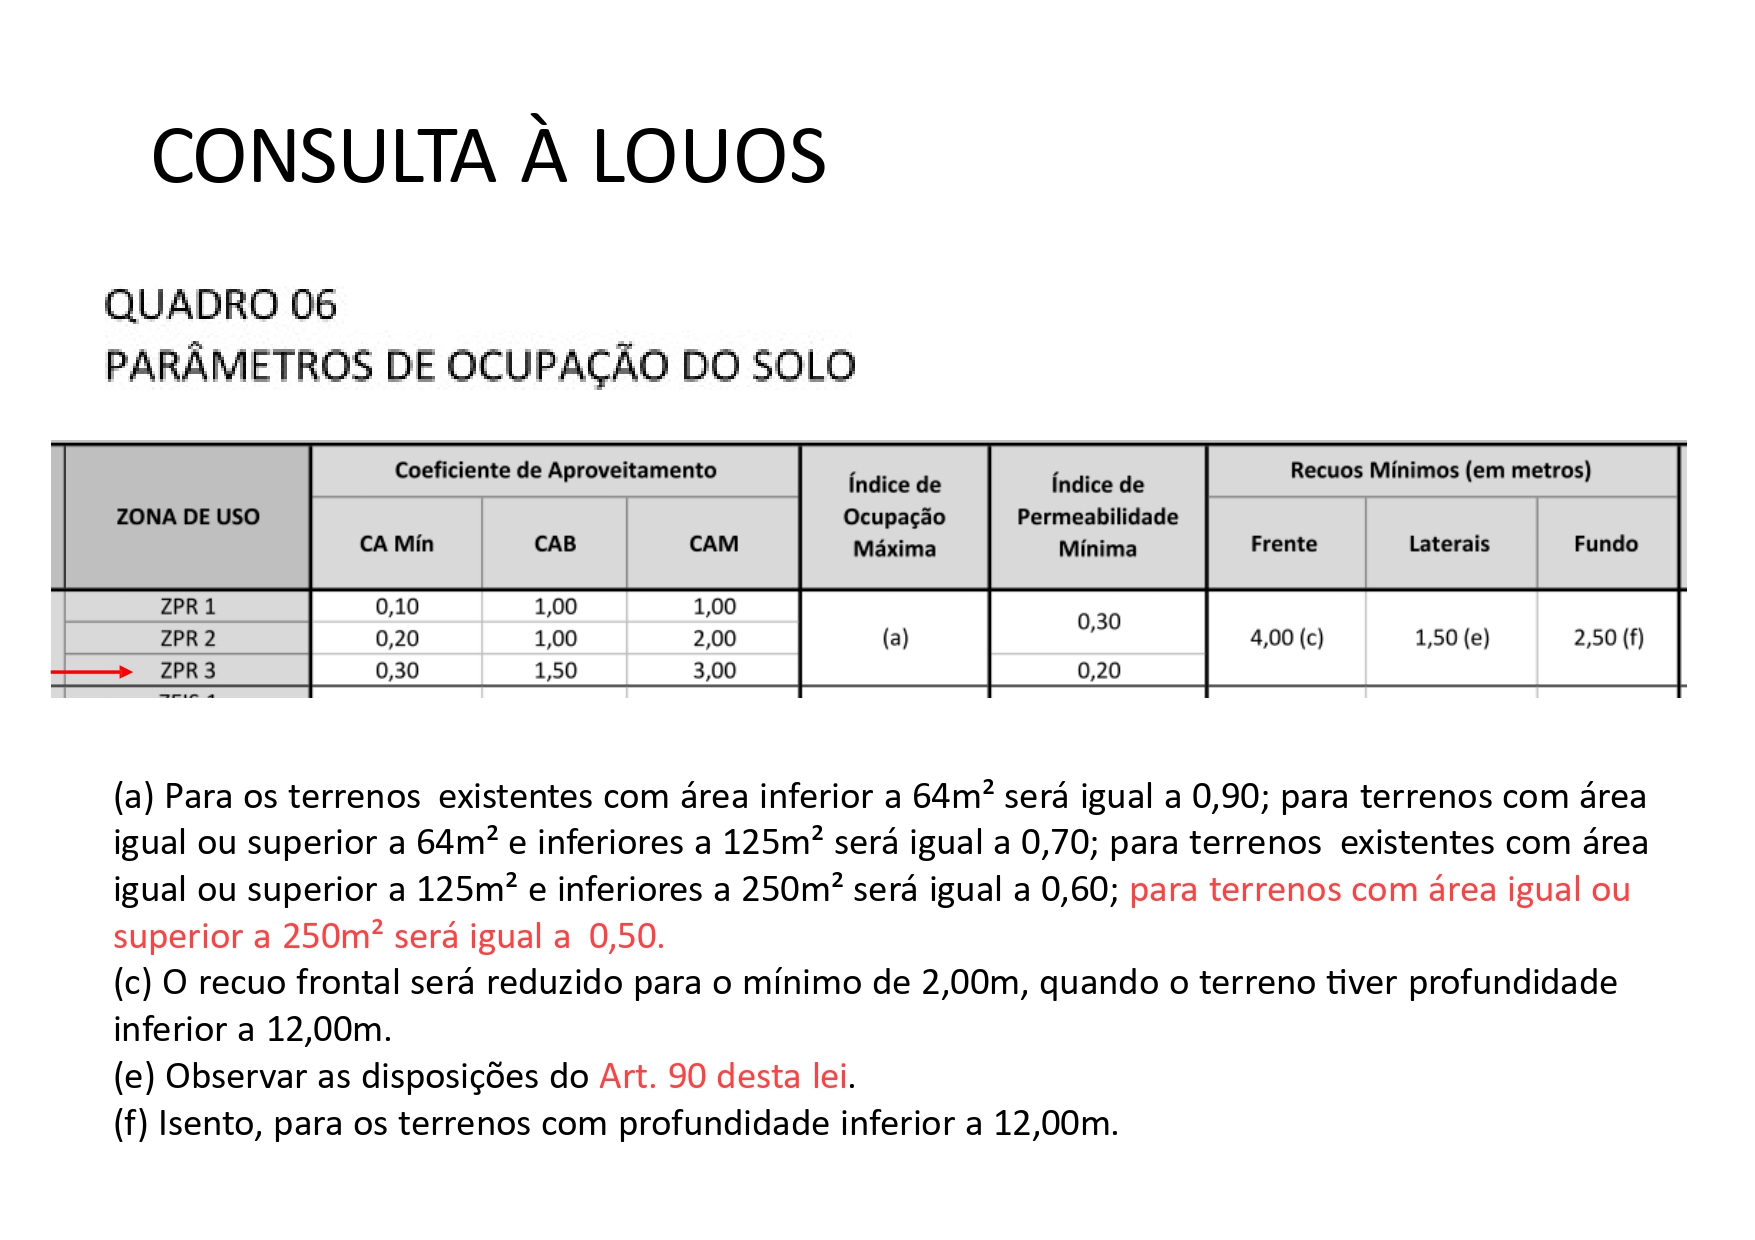 CONSULTA À LOUOS
QUADRO 06
PARÂMETROS DE OCUPAÇÃO DO SOLO
ZONA DE USO
Coeficiente de Aproveitamento
CA Mín
CAB
CAM
Índice de
Ocupação
Máxima
Índice de
Permeabilidade
Mínima
Recuos Mínimos (em metros)
Frente
Laterais
Fundo
ZPR 1
0,10
1,00
1,00
ZPR 2
0,20
1,00
2,00
ZPR 3
0,30
1,50
3,00
(a)
0,30
0,20
4,00 (c)
1,50 (e)
2,50 (f)
(a) Para os terrenos  existentes com área inferior a 64m² será igual a 0,90; para terrenos com área
igual ou superior a 64m² e inferiores a 125m² será igual a 0,70; para terrenos  existentes com área
igual ou superior a 125m² e inferiores a 250m² será igual a 0,60; para terrenos com área igual ou
superior a 250m² será igual a  0,50.
(c) O recuo frontal será reduzido para o mínimo de 2,00m, quando o terreno tiver profundidade
inferior a 12,00m.
(e) Observar as disposições do Art. 90 desta lei.
(f) Isento, para os terrenos com profundidade inferior a 12,00m.